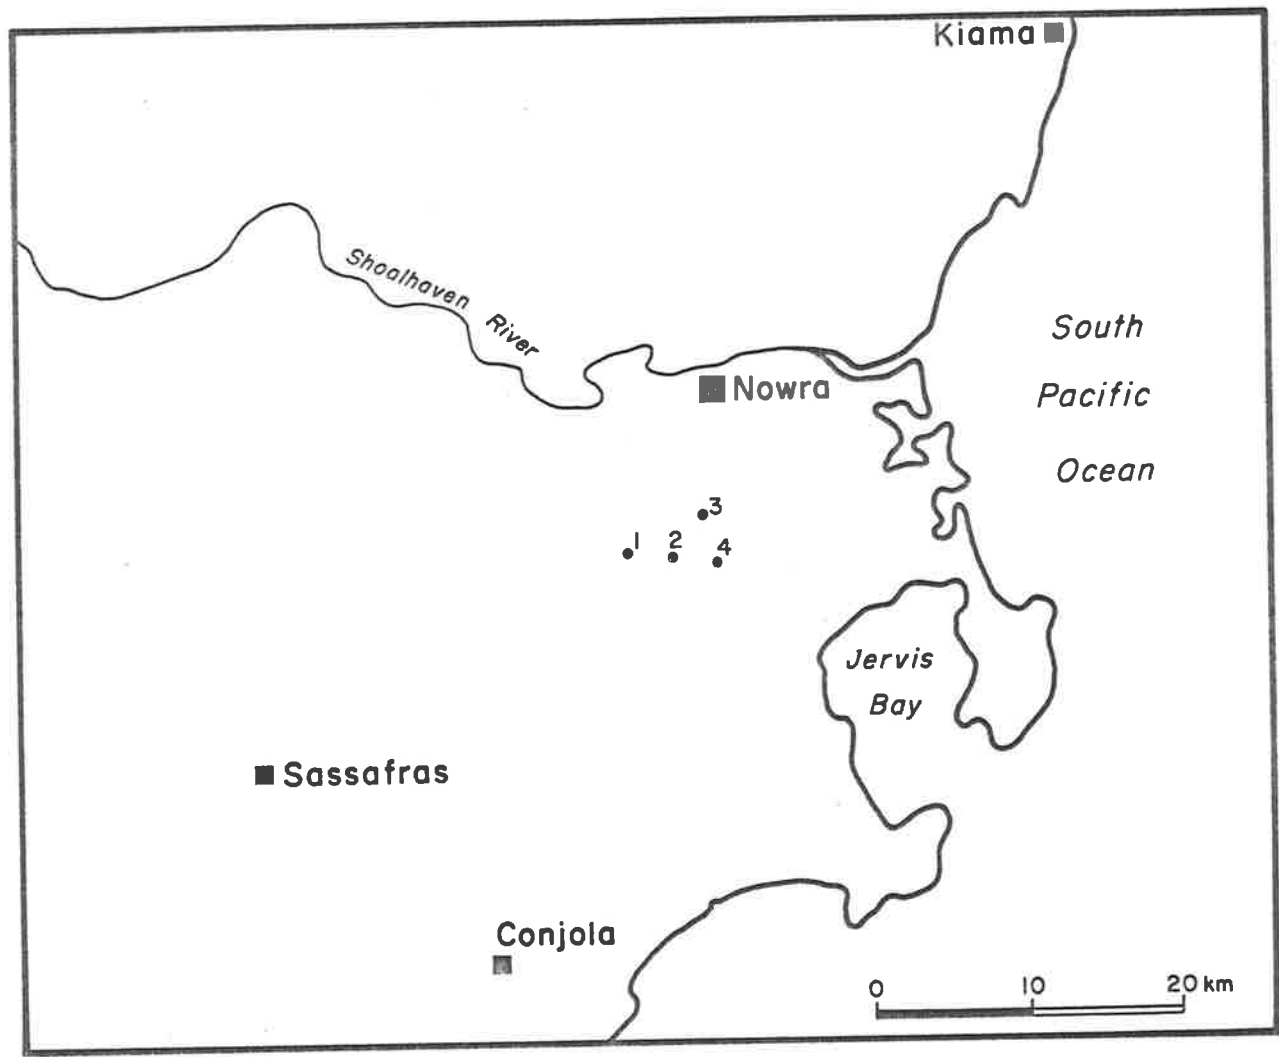 Kiama
Shoalhaven
River
South
Pacific
Ocean
Nowra
3
1
2
4
Jervis
Bay
Sassafras
Conjola
0 10 20 km